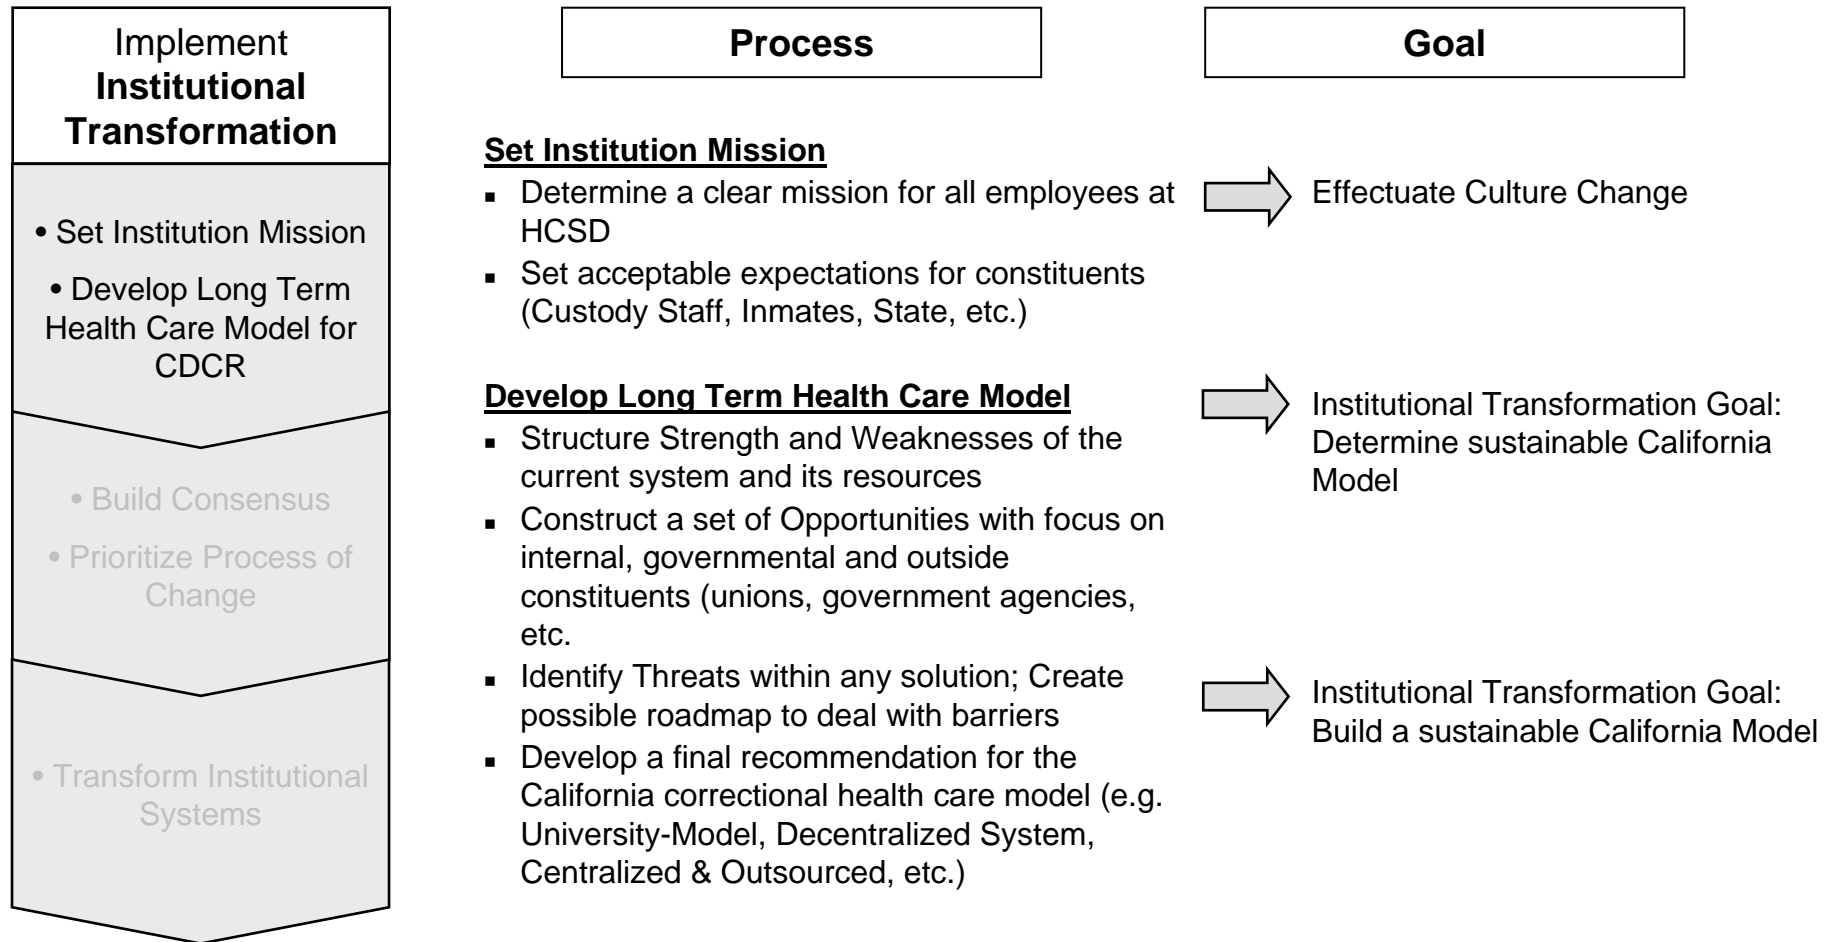 Implement
Institutional
Transformation
• Set Institution Mission
• Develop Long Term
Health Care Model for
CDCR
• Build Consensus
• Prioritize Process of
Change
• Transform Institutional
Systems
Process
Set Institution Mission
▪ Determine a clear mission for all employees at
HCSD
▪ Set acceptable expectations for constituents
(Custody Staff, Inmates, State, etc.)
Develop Long Term Health Care Model
▪ Structure Strength and Weaknesses of the
current system and its resources
▪ Construct a set of Opportunities with focus on
internal, governmental and outside
constituents (unions, government agencies,
etc.
▪ Identify Threats within any solution; Create
possible roadmap to deal with barriers
▪ Develop a final recommendation for the
California correctional health care model (e.g.
University-Model, Decentralized System,
Centralized & Outsourced, etc.)
Goal
Effectuate Culture Change
Institutional Transformation Goal:
Determine sustainable California
Model
Institutional Transformation Goal:
Build a sustainable California Model